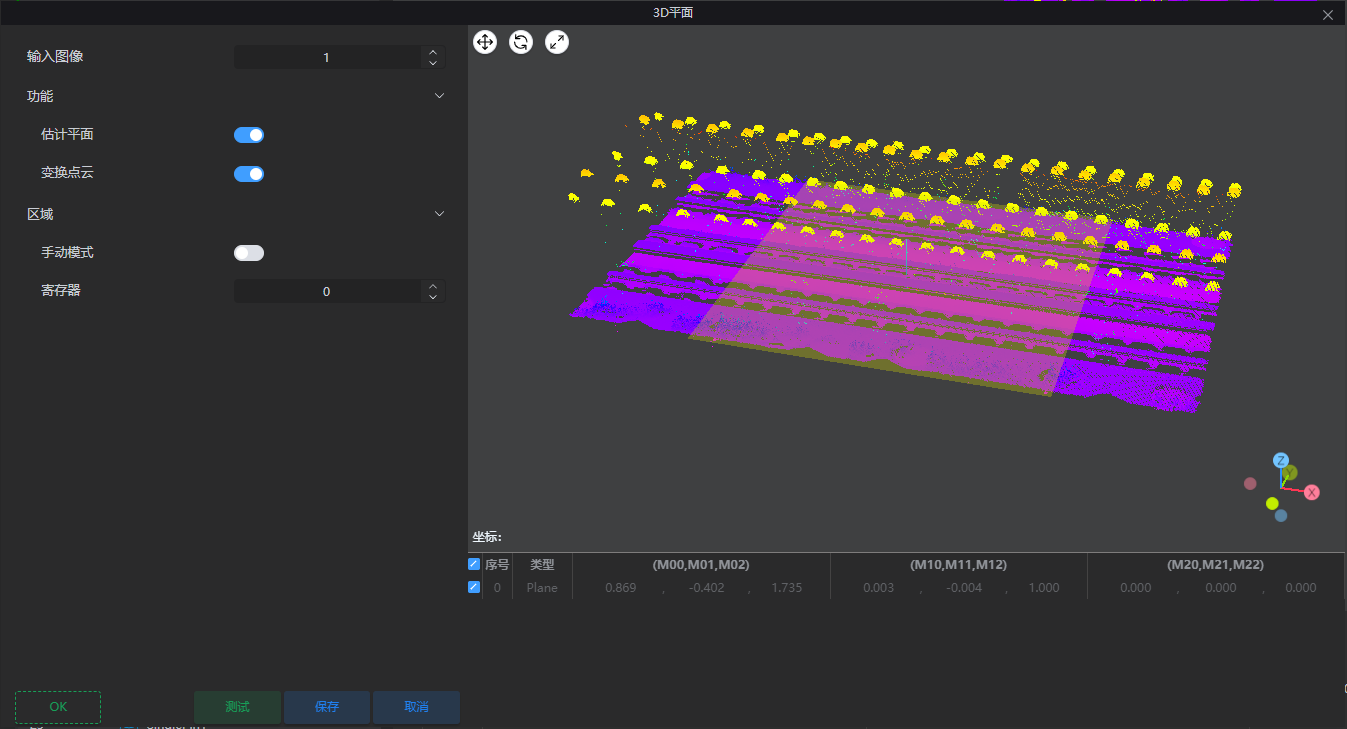 3D平面
输入图像 1
功能
估计平面
变换点云
区域
手动模式
寄存器 0
Z
Y
X
坐标:
序号 类型 (M00,M01,M02) (M10,M11,M12) (M20,M21,M22)
0 Plane 0.869 , -0.402 , 1.735 0.003 , -0.004 , 1.000 0.000 , 0.000 , 0.000
OK 测试 保存 取消